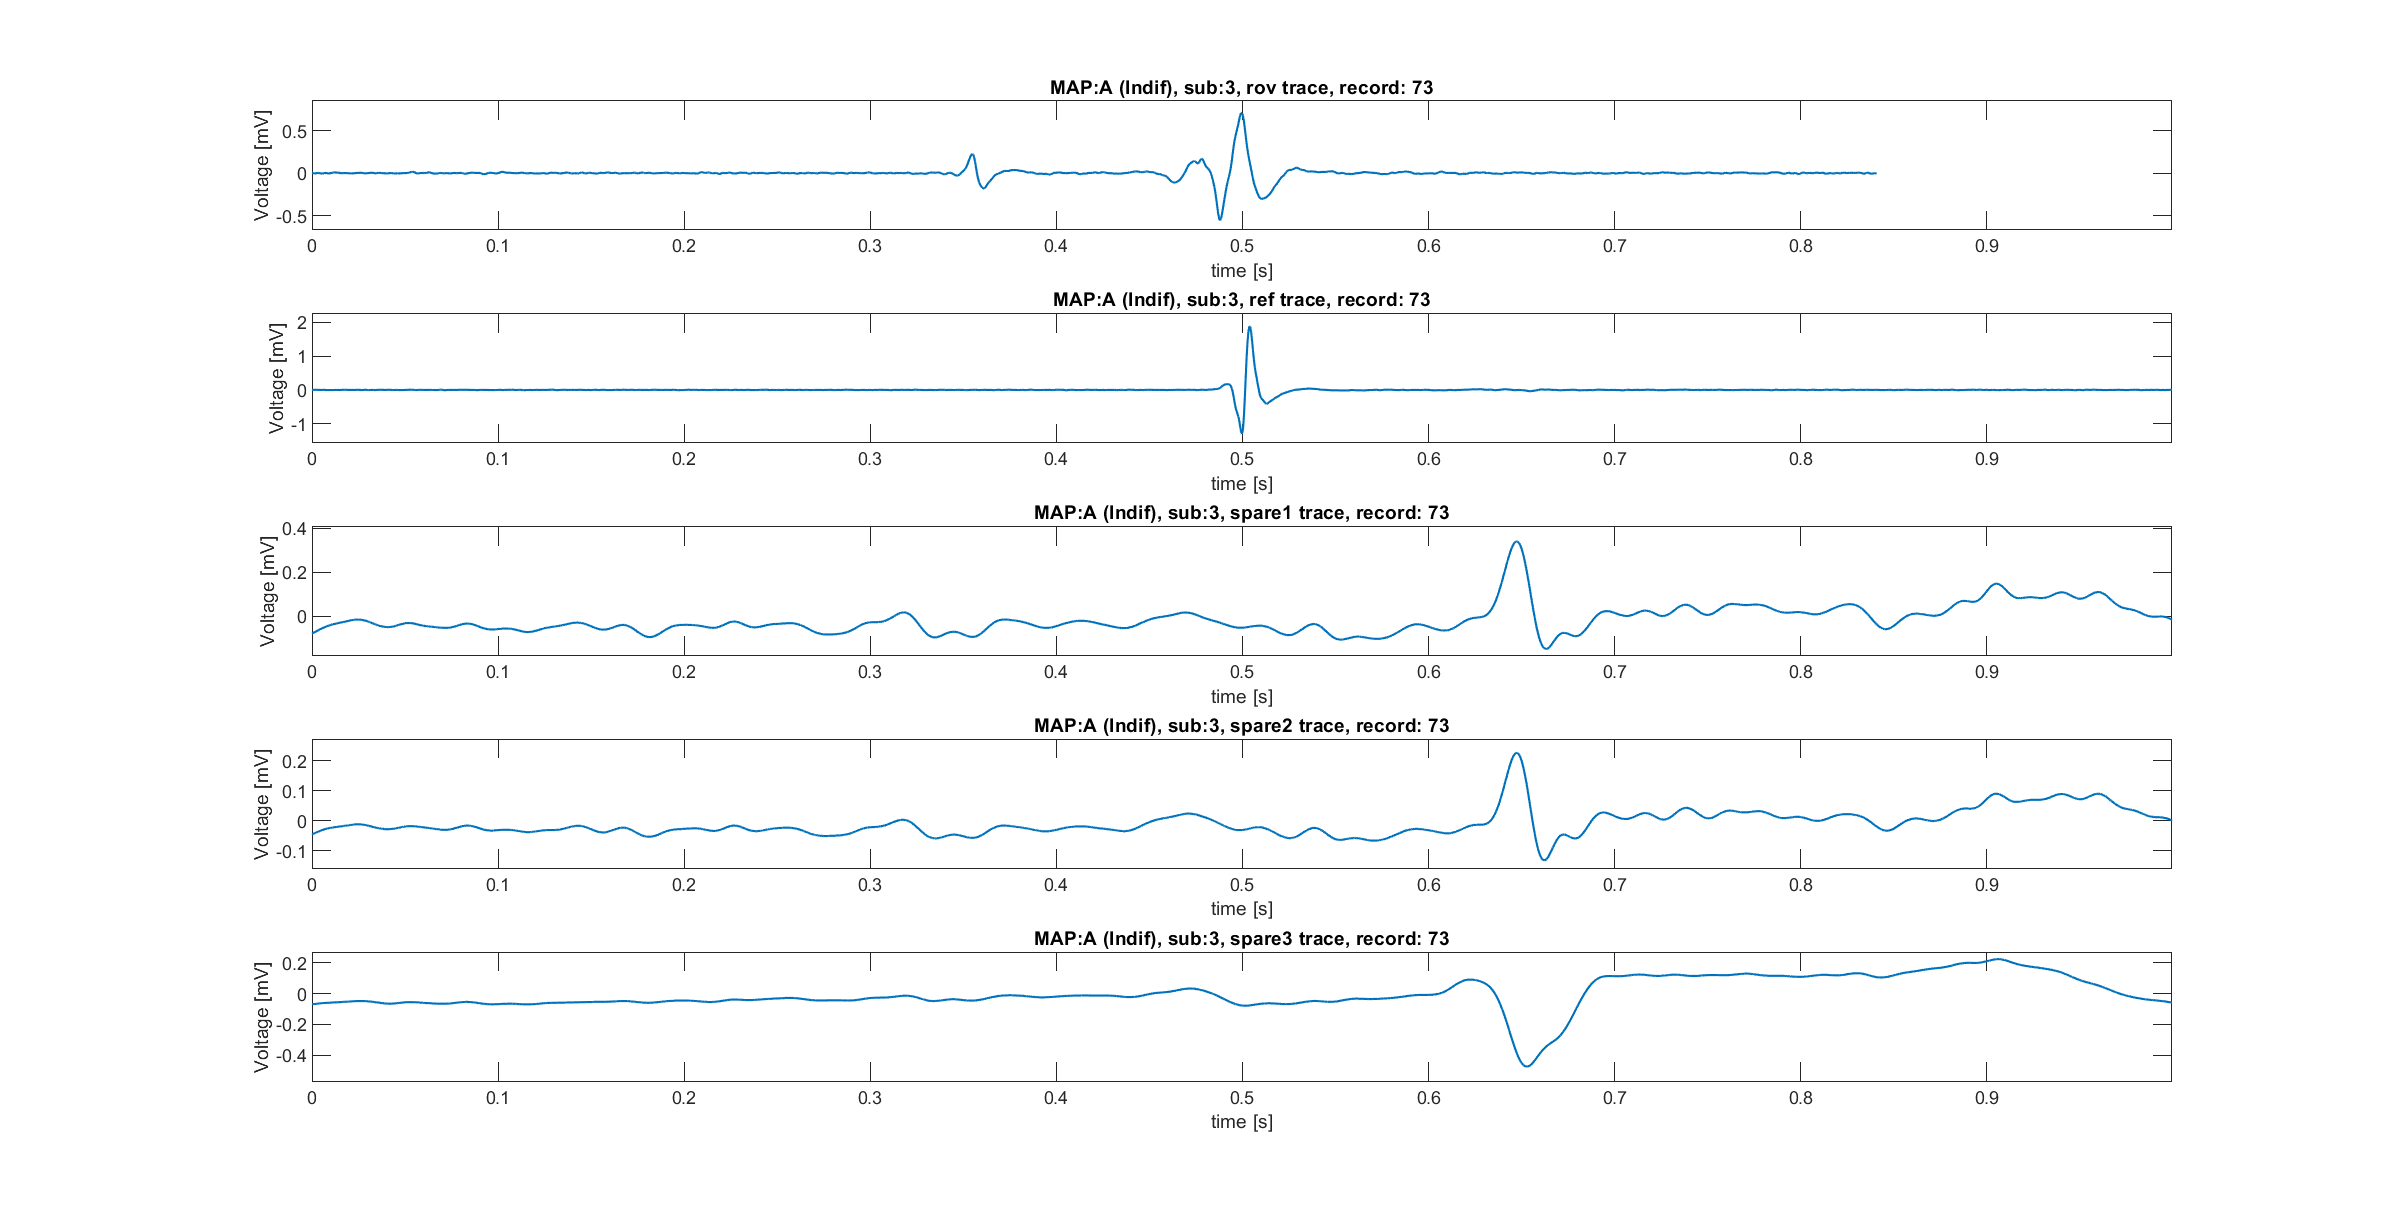 MAP:A (Indif), sub:3, rov trace, record: 73
Voltage [mV]
0.5
0
-0.5
0 0.1 0.2 0.3 0.4 0.5 0.6 0.7 0.8 0.9
time [s]
MAP:A (Indif), sub:3, ref trace, record: 73
Voltage [mV]
2
1
0
-1
0 0.1 0.2 0.3 0.4 0.5 0.6 0.7 0.8 0.9
time [s]
MAP:A (Indif), sub:3, spare1 trace, record: 73
Voltage [mV]
0.4
0.2
0
0 0.1 0.2 0.3 0.4 0.5 0.6 0.7 0.8 0.9
time [s]
MAP:A (Indif), sub:3, spare2 trace, record: 73
Voltage [mV]
0.2
0.1
0
-0.1
0 0.1 0.2 0.3 0.4 0.5 0.6 0.7 0.8 0.9
time [s]
MAP:A (Indif), sub:3, spare3 trace, record: 73
Voltage [mV]
0.2
0
-0.2
-0.4
0 0.1 0.2 0.3 0.4 0.5 0.6 0.7 0.8 0.9
time [s]